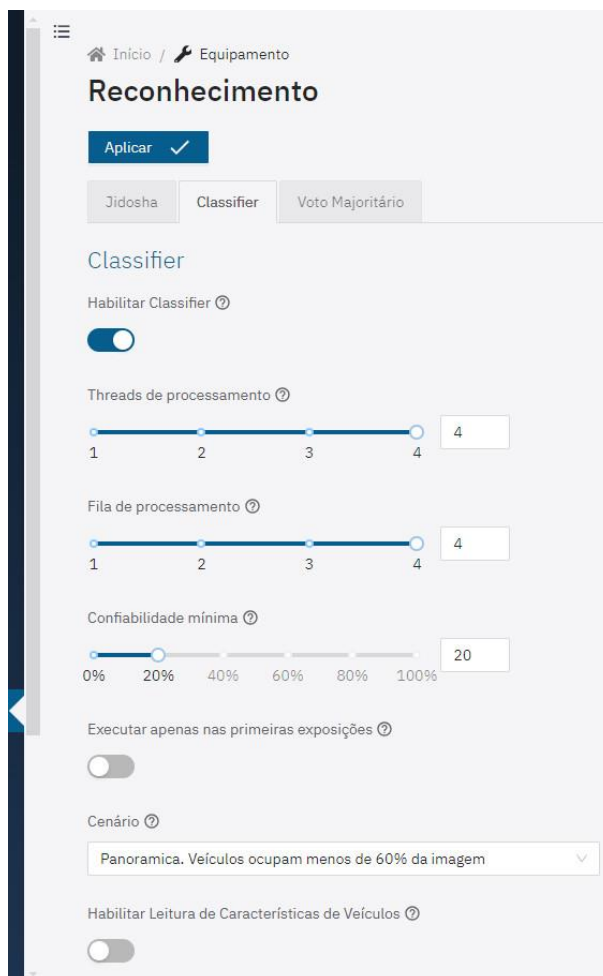 Início / Equipamento
Reconhecimento
Aplicar
Jidosha Classifier Voto Majoritário
Classifier
Habilitar Classifier
Threads de processamento
4
1 2 3 4
Fila de processamento
4
1 2 3 4
Confiabilidade mínima
20
0% 20% 40% 60% 80% 100%
Executar apenas nas primeiras exposições
Cenário
Panoramica. Veículos ocupam menos de 60% da imagem
Habilitar Leitura de Características de Veículos